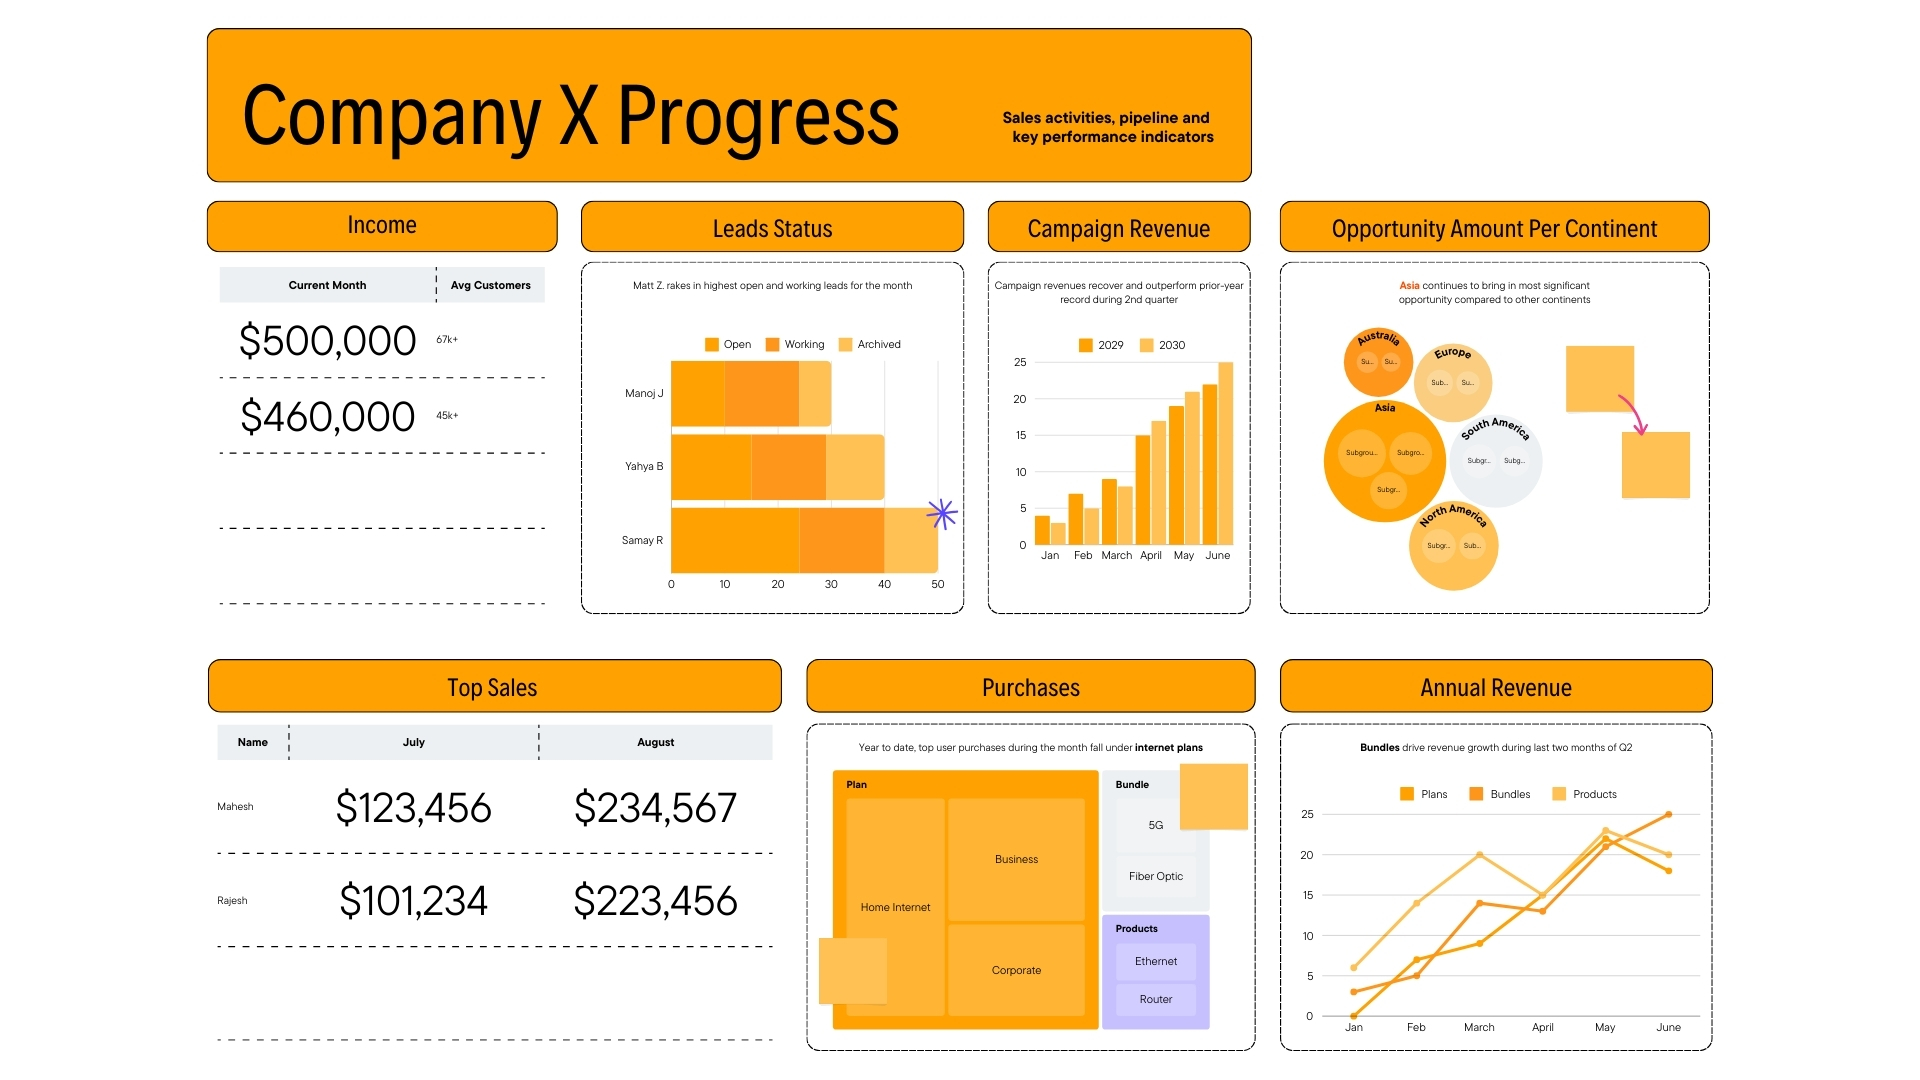 Company X Progress
Sales activities, pipeline and
key performance indicators
Income
Current Month Avg Customers
$500,000 67k+
$460,000 45k+
Leads Status
Matt Z. rakes in highest open and working leads for the month
Open Working Archived
Manoj J
Yahya B
Samay R
0 10 20 30 40 50
Campaign Revenue
Campaign revenues recover and outperform prior-year
record during 2nd quarter
2029 2030
25
20
15
10
5
0
Jan Feb March April May June
Opportunity Amount Per Continent
Asia continues to bring in most significant
opportunity compared to other continents
Australia
Su... Su...
Europe
Sub... Su...
Asia
Subgrou... Subgro...
Subgr...
South America
Subgr... Subg...
North America
Subgr... Sub...
Top Sales
Name July August
Mahesh $123,456 $234,567
Rajesh $101,234 $223,456
Purchases
Year to date, top user purchases during the month fall under internet plans
Plan
Home Internet
Business
Corporate
Bundle
5G
Fiber Optic
Products
Ethernet
Router
Annual Revenue
Bundles drive revenue growth during last two months of Q2
Plans Bundles Products
25
20
15
10
5
0
Jan Feb March April May June